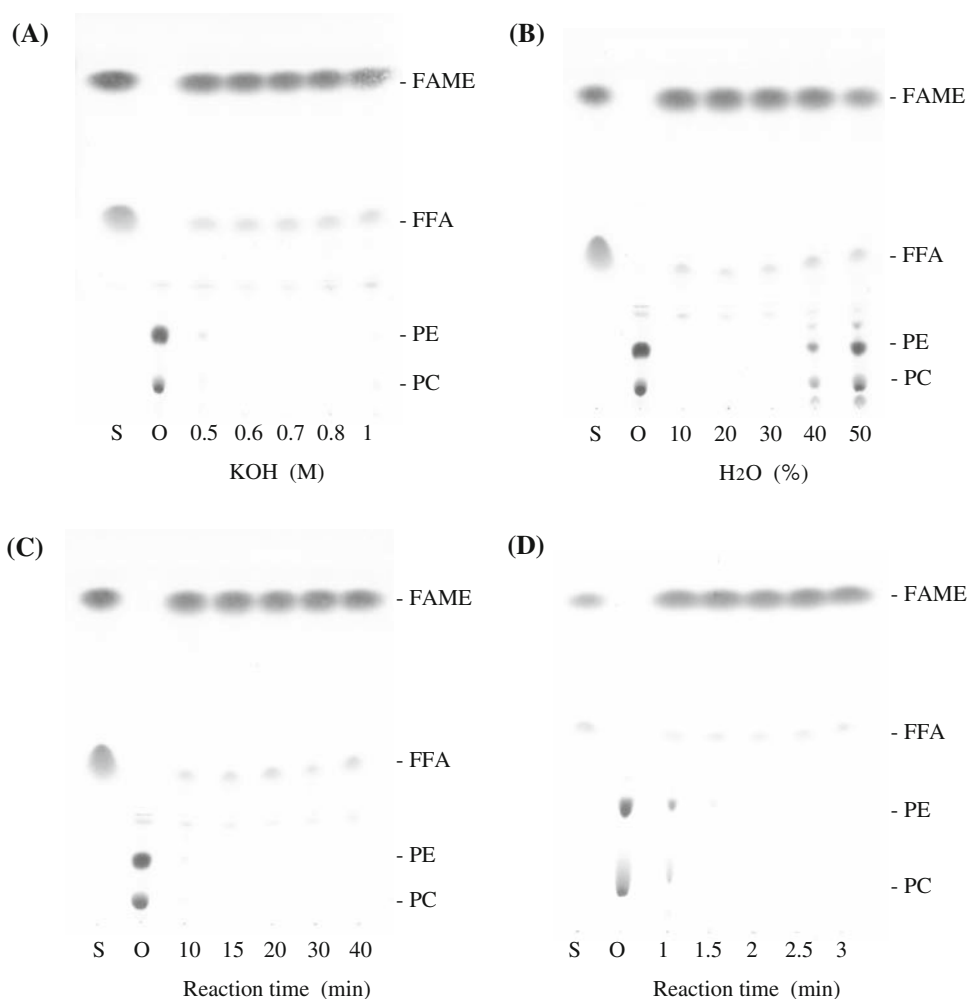 (A)
- FAME
- FFA
- PE
- PC
S O 0.5 0.6 0.7 0.8 1
KOH (M)
(B)
- FAME
- FFA
- PE
- PC
S O 10 20 30 40 50
H2O (%)
(C)
- FAME
- FFA
- PE
- PC
S O 10 15 20 30 40
Reaction time (min)
(D)
- FAME
- FFA
- PE
- PC
S O 1 1.5 2 2.5 3
Reaction time (min)